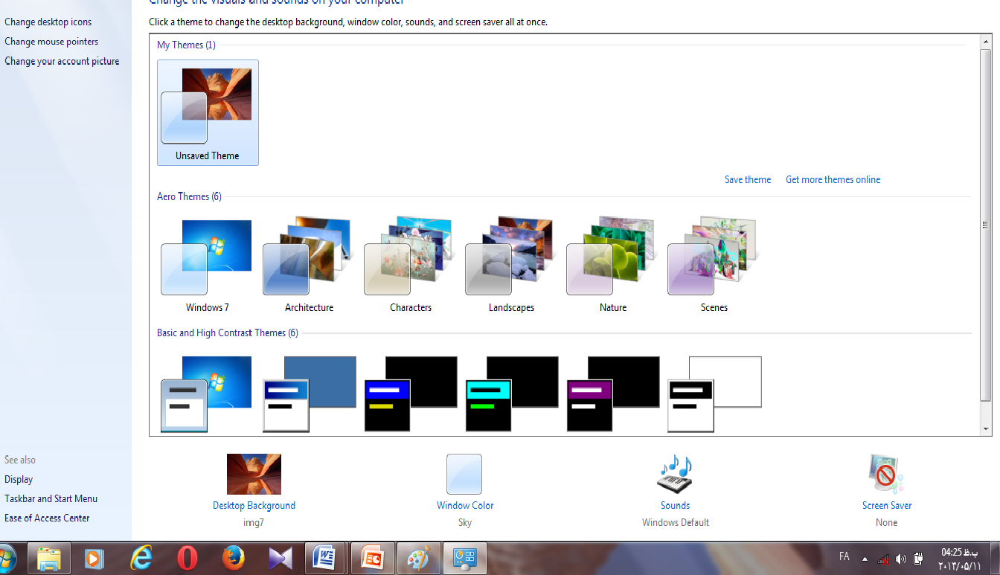 Change the visuals and sounds on your computer
Change desktop icons
Change mouse pointers
Change your account picture
Click a theme to change the desktop background, window color, sounds, and screen saver all at once.
My Themes (1)
Unsaved Theme
Save theme
Get more themes online
Aero Themes (6)
Windows 7
Architecture
Characters
Landscapes
Nature
Scenes
Basic and High Contrast Themes (6)
See also
Display
Taskbar and Start Menu
Ease of Access Center
Desktop Background
img7
Window Color
Sky
Sounds
Windows Default
Screen Saver
None
FA
04:25 ب.ظ
۲۰۱۳/۰۵/۱۱